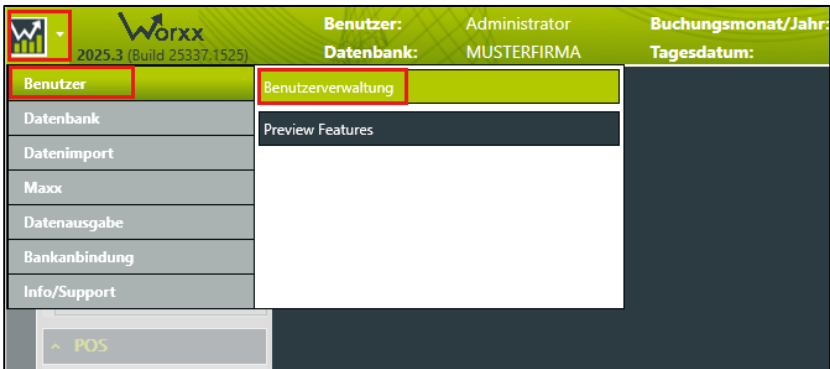 Worxx
2025.3 (Build 25337.1525)
Benutzer: Administrator Buchungsmonat/Jahr:
Datenbank: MUSTERFIRMA Tagesdatum:
Benutzer
Benutzerverwaltung
Datenbank
Preview Features
Datenimport
Maxx
Datenausgabe
Bankanbindung
Info/Support
POS